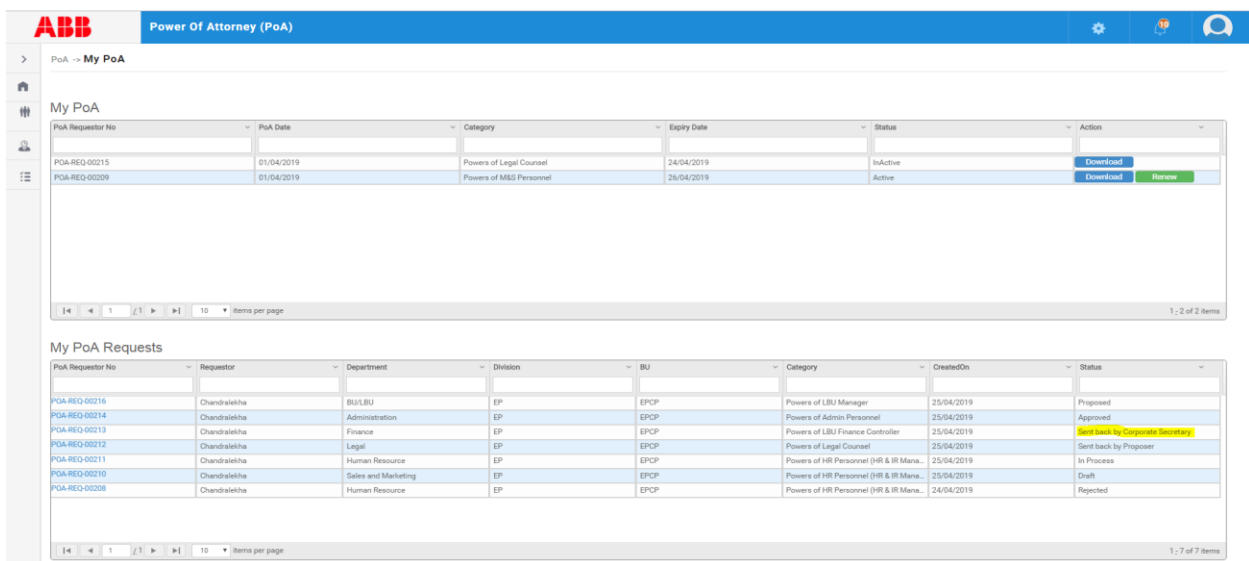 ABB Power Of Attorney (PoA) 10
PoA -> My PoA
My PoA
PoA Requestor No PoA Date Category Expiry Date Status Action
POA-REQ-00215 01/04/2019 Powers of Legal Counsel 24/04/2019 InActive Download
POA-REQ-00209 01/04/2019 Powers of M&S Personnel 26/04/2019 Active Download Renew
1 / 1 10 items per page 1 - 2 of 2 items
My PoA Requests
PoA Requestor No Requestor Department Division BU Category CreatedOn Status
POA-REQ-00216 Chandralekha BU/LBU EP EPCP Powers of LBU Manager 25/04/2019 Proposed
POA-REQ-00214 Chandralekha Administration EP EPCP Powers of Admin Personnel 25/04/2019 Approved
POA-REQ-00213 Chandralekha Finance EP EPCP Powers of LBU Finance Controller 25/04/2019 Sent back by Corporate Secretary
POA-REQ-00212 Chandralekha Legal EP EPCP Powers of Legal Counsel 25/04/2019 Sent back by Proposer
POA-REQ-00211 Chandralekha Human Resource EP EPCP Powers of HR Personnel (HR & IR Mana... 25/04/2019 In Process
POA-REQ-00210 Chandralekha Sales and Marketing EP EPCP Powers of HR Personnel (HR & IR Mana... 25/04/2019 Draft
POA-REQ-00208 Chandralekha Human Resource EP EPCP Powers of HR Personnel (HR & IR Mana... 24/04/2019 Rejected
1 / 1 10 items per page 1 - 7 of 7 items